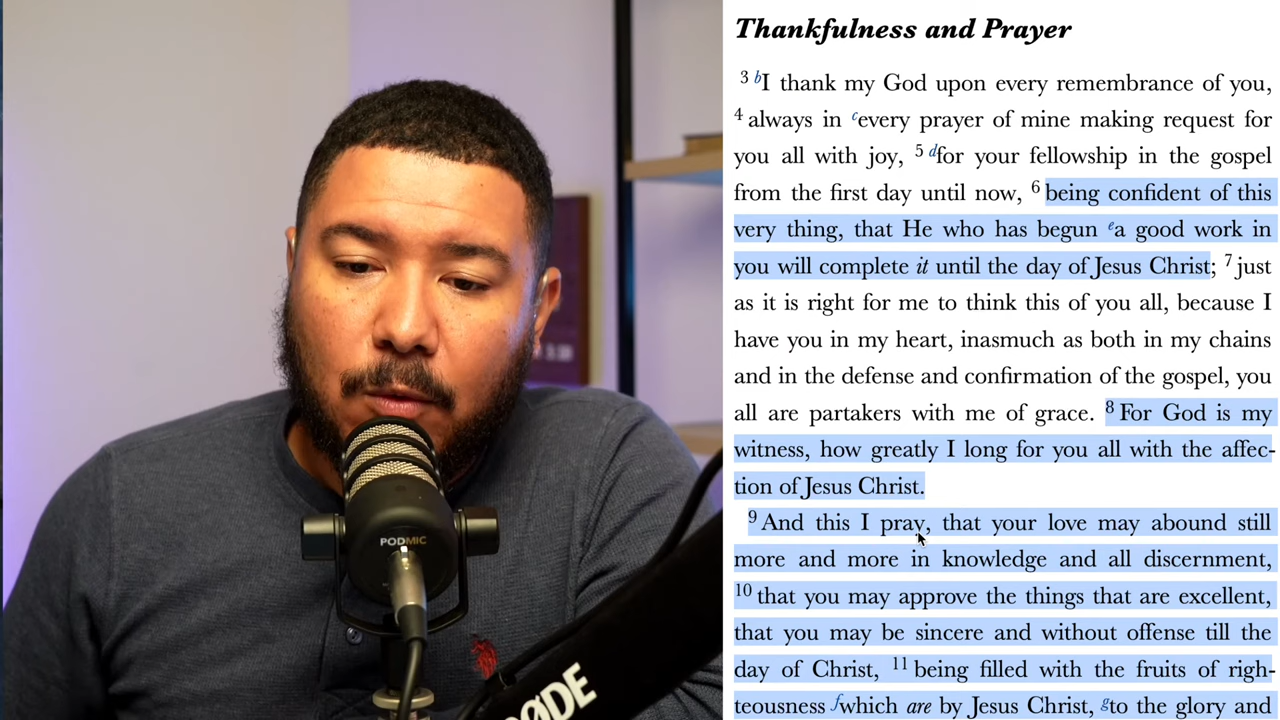 Thankfulness and Prayer
3 bI thank my God upon every remembrance of you,
4 always in cevery prayer of mine making request for
you all with joy, 5 dfor your fellowship in the gospel
from the first day until now, 6 being confident of this
very thing, that He who has begun ea good work in
you will complete it until the day of Jesus Christ; 7 just
as it is right for me to think this of you all, because I
have you in my heart, inasmuch as both in my chains
and in the defense and confirmation of the gospel, you
all are partakers with me of grace. 8 For God is my
witness, how greatly I long for you all with the affec-
tion of Jesus Christ.
9 And this I pray, that your love may abound still
more and more in knowledge and all discernment,
10 that you may approve the things that are excellent,
that you may be sincere and without offense till the
day of Christ, 11 being filled with the fruits of righ-
teousness fwhich are by Jesus Christ, gto the glory and
PODMIC
RØDE